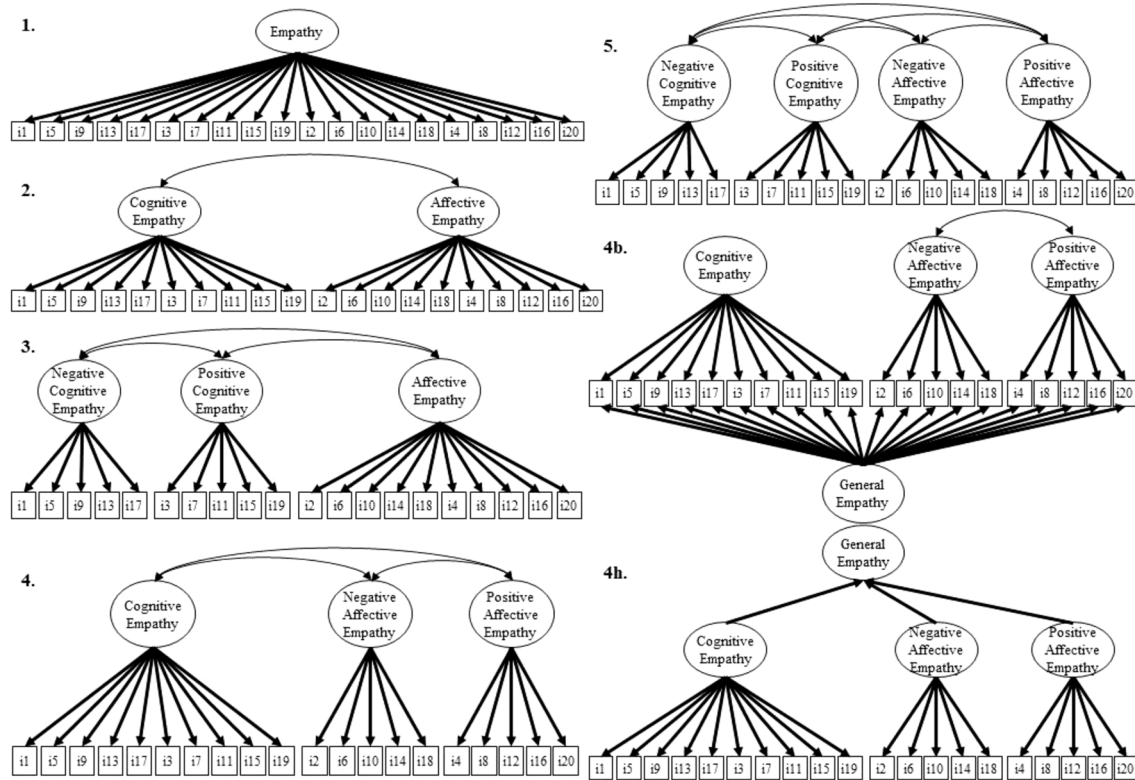 1.
Empathy
i1 i5 i9 i13 i17 i3 i7 i11 i15 i19 i2 i6 i10 i14 i18 i4 i8 i12 i16 i20
2.
Cognitive
Empathy
Affective
Empathy
i1 i5 i9 i13 i17 i3 i7 i11 i15 i19 i2 i6 i10 i14 i18 i4 i8 i12 i16 i20
3.
Negative
Cognitive
Empathy
Positive
Cognitive
Empathy
Affective
Empathy
i1 i5 i9 i13 i17 i3 i7 i11 i15 i19 i2 i6 i10 i14 i18 i4 i8 i12 i16 i20
4.
Cognitive
Empathy
Negative
Affective
Empathy
Positive
Affective
Empathy
i1 i5 i9 i13 i17 i3 i7 i11 i15 i19 i2 i6 i10 i14 i18 i4 i8 i12 i16 i20
5.
Negative
Cognitive
Empathy
Positive
Cognitive
Empathy
Negative
Affective
Empathy
Positive
Affective
Empathy
i1 i5 i9 i13 i17 i3 i7 i11 i15 i19 i2 i6 i10 i14 i18 i4 i8 i12 i16 i20
4b.
Cognitive
Empathy
Negative
Affective
Empathy
Positive
Affective
Empathy
i1 i5 i9 i13 i17 i3 i7 i11 i15 i19 i2 i6 i10 i14 i18 i4 i8 i12 i16 i20
General
Empathy
General
Empathy
4h.
Cognitive
Empathy
Negative
Affective
Empathy
Positive
Affective
Empathy
i1 i5 i9 i13 i17 i3 i7 i11 i15 i19 i2 i6 i10 i14 i18 i4 i8 i12 i16 i20